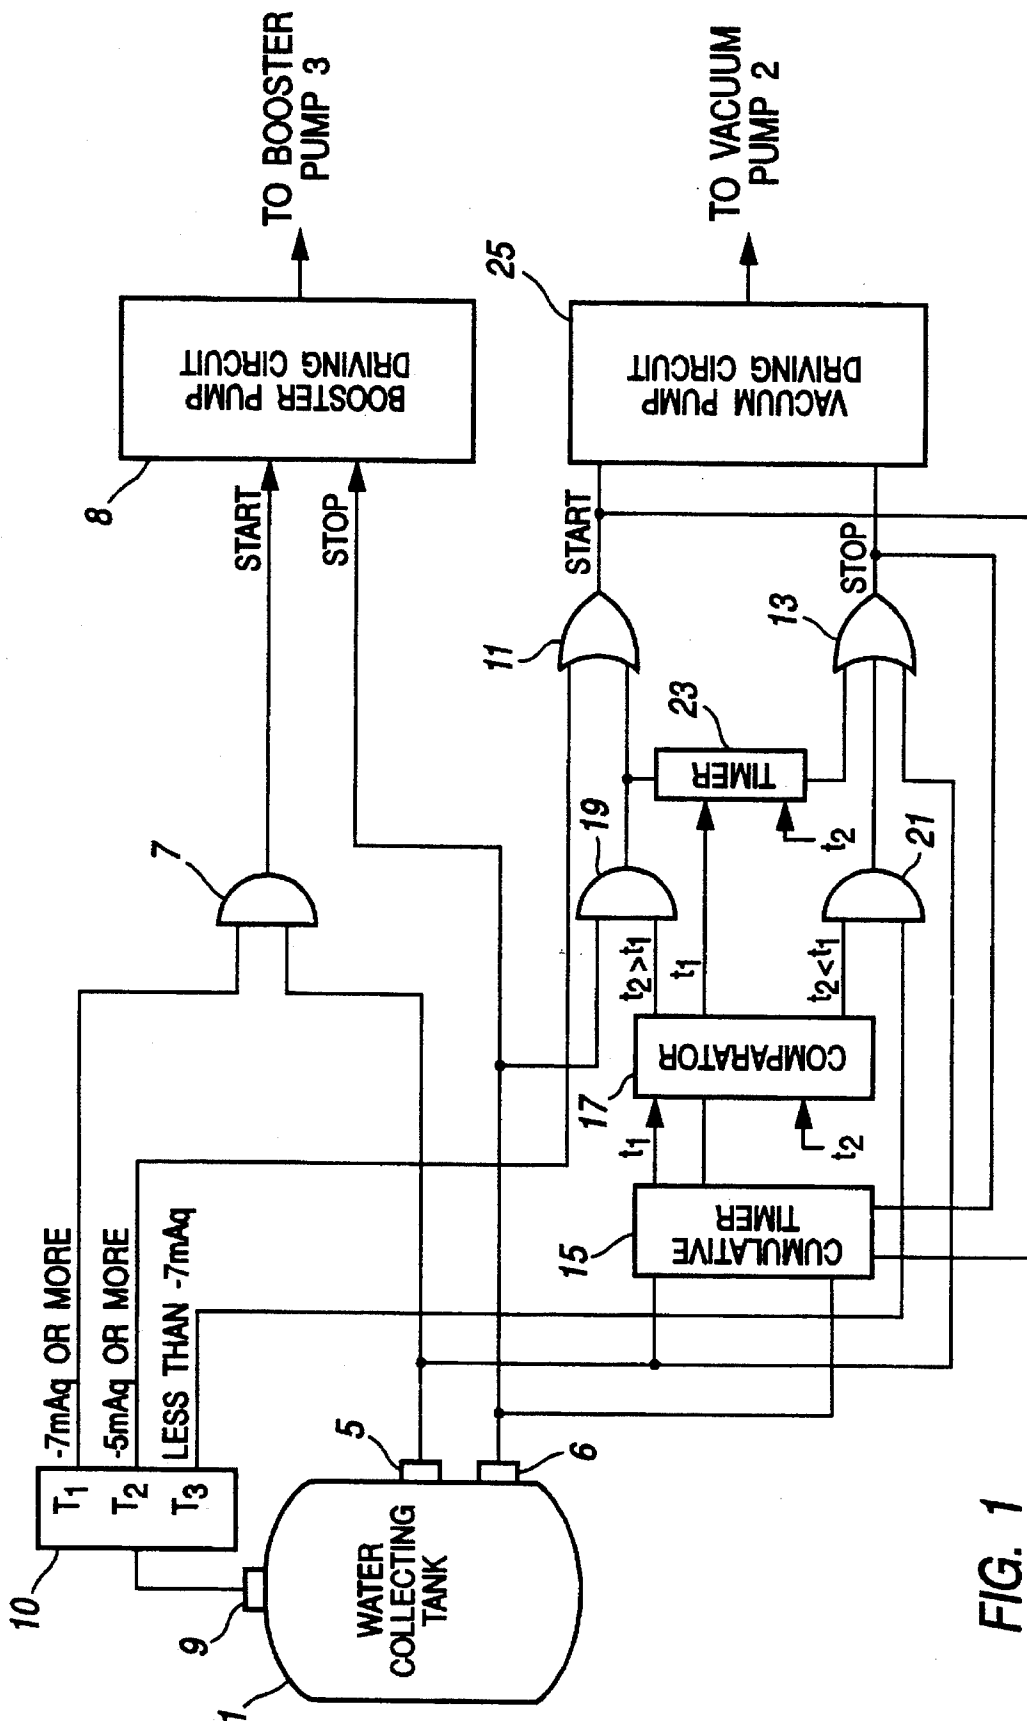 TO BOOSTER
PUMP 3
TO VACUUM
PUMP 2
8
BOOSTER PUMP
DRIVING CIRCUIT
25
VACUUM PUMP
DRIVING CIRCUIT
START
STOP
START
STOP
7
11
13
19
23
TIMER
t2
21
t2>t1
t1
t2<t1
17
COMPARATOR
t1
t2
15
CUMULATIVE
TIMER
-7mAq OR MORE
-5mAq OR MORE
LESS THAN -7mAq
10
T1
T2
T3
9
5
6
1
WATER
COLLECTING
TANK
FIG. 1